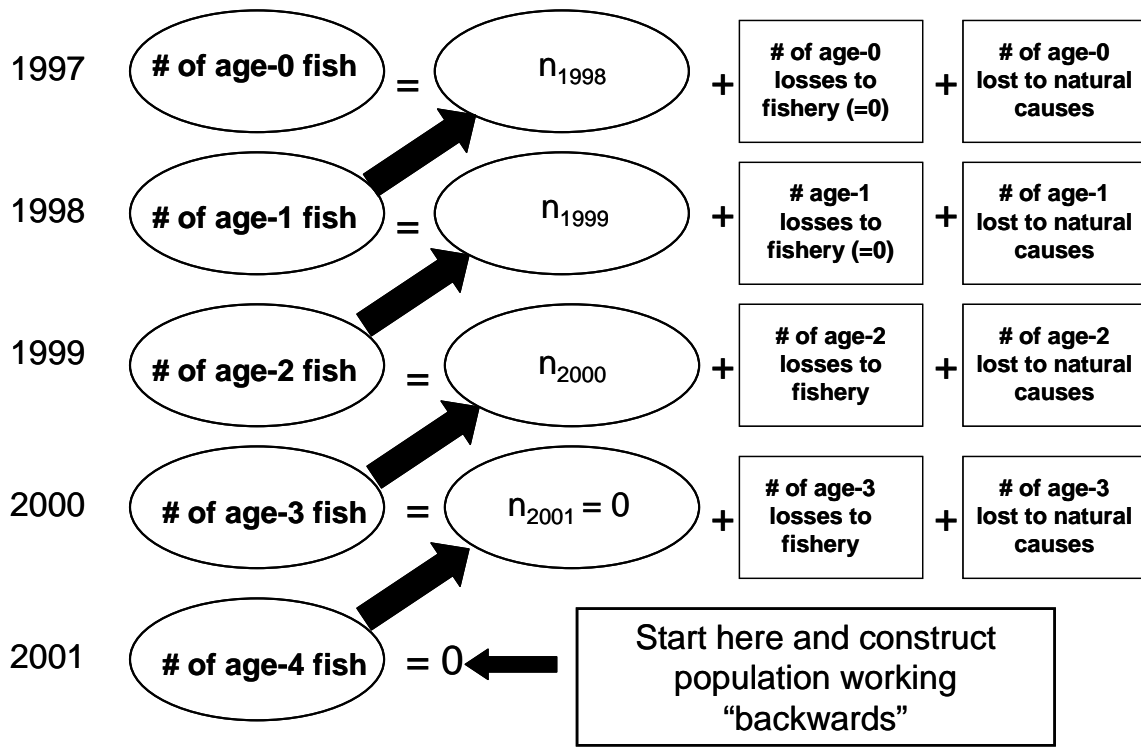 1997
# of age-0 fish
=
n1998
+
# of age-0
losses to
fishery (=0)
+
# of age-0
lost to natural
causes
1998
# of age-1 fish
=
n1999
+
# age-1
losses to
fishery (=0)
+
# of age-1
lost to natural
causes
1999
# of age-2 fish
=
n2000
+
# of age-2
losses to
fishery
+
# of age-2
lost to natural
causes
2000
# of age-3 fish
=
n2001 = 0
+
# of age-3
losses to
fishery
+
# of age-3
lost to natural
causes
2001
# of age-4 fish
= 0
Start here and construct
population working
“backwards”